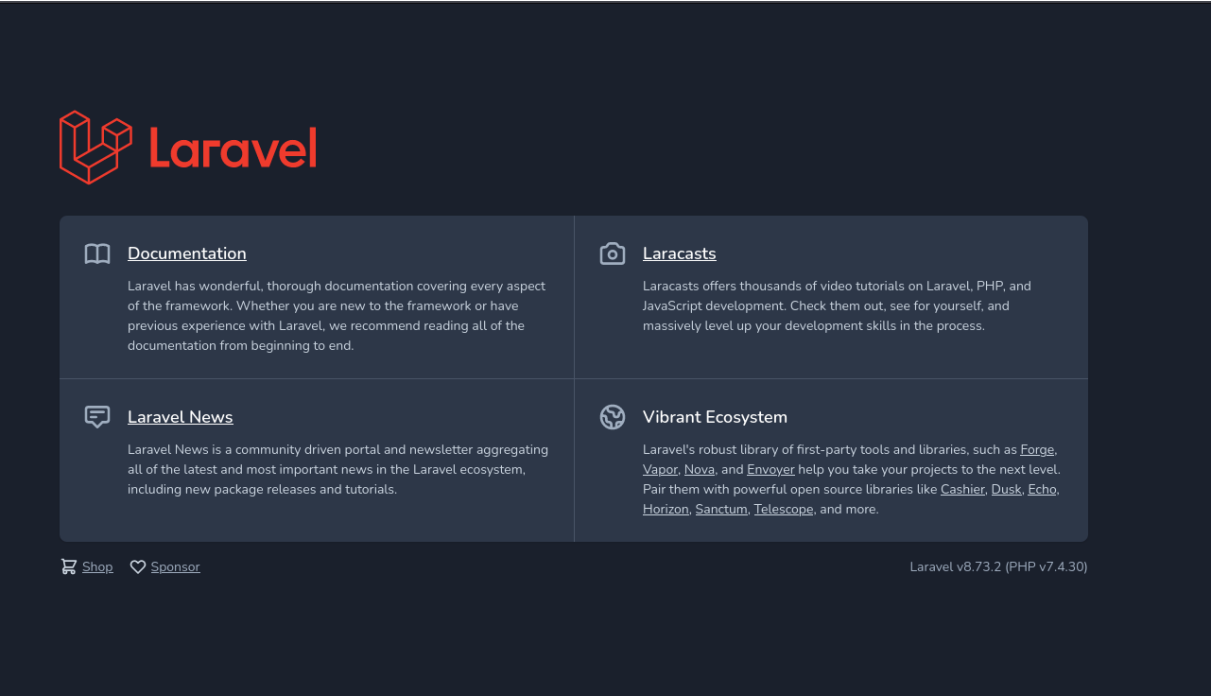 Laravel
Documentation
Laravel has wonderful, thorough documentation covering every aspect
of the framework. Whether you are new to the framework or have
previous experience with Laravel, we recommend reading all of the
documentation from beginning to end.
Laracasts
Laracasts offers thousands of video tutorials on Laravel, PHP, and
JavaScript development. Check them out, see for yourself, and
massively level up your development skills in the process.
Laravel News
Laravel News is a community driven portal and newsletter aggregating
all of the latest and most important news in the Laravel ecosystem,
including new package releases and tutorials.
Vibrant Ecosystem
Laravel's robust library of first-party tools and libraries, such as Forge,
Vapor, Nova, and Envoyer help you take your projects to the next level.
Pair them with powerful open source libraries like Cashier, Dusk, Echo,
Horizon, Sanctum, Telescope, and more.
Shop Sponsor
Laravel v8.73.2 (PHP v7.4.30)